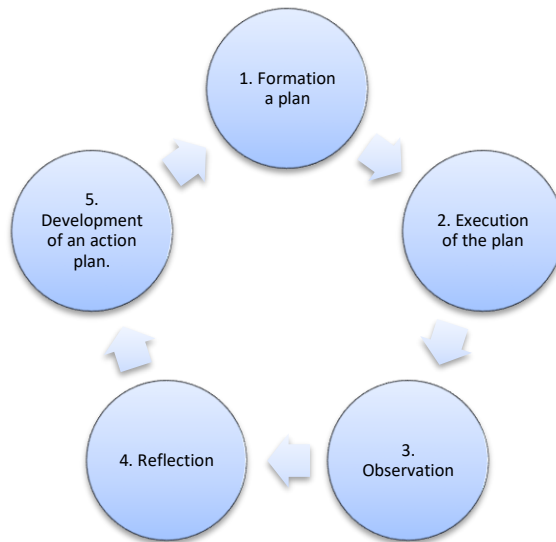 1. Formation
a plan
2. Execution
of the plan
3.
Observation
4. Reflection
5.
Development
of an action
plan.